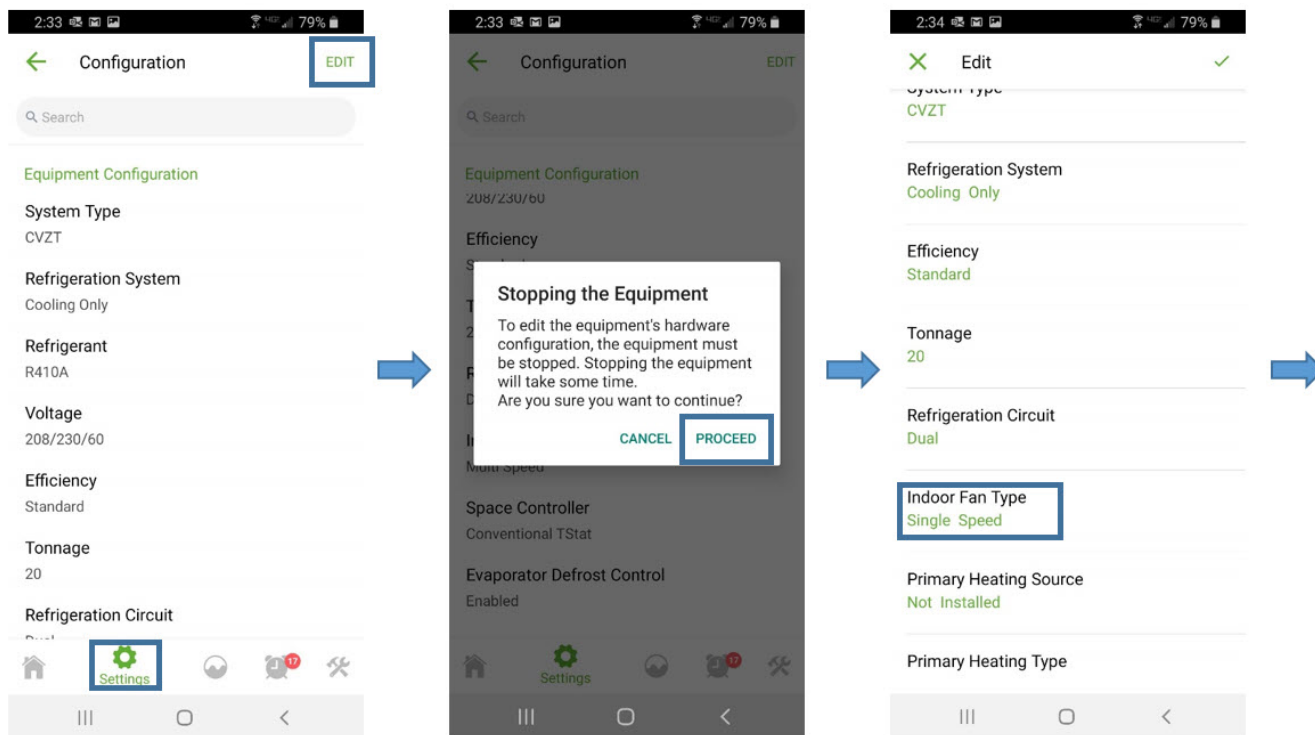 2:33 79%
Configuration EDIT
Search
Equipment Configuration
System Type
CVZT
Refrigeration System
Cooling Only
Refrigerant
R410A
Voltage
208/230/60
Efficiency
Standard
Tonnage
20
Refrigeration Circuit
Dual
17
Settings
2:33 79%
Configuration EDIT
Search
Equipment Configuration
208/230/60
Efficiency
Stopping the Equipment
To edit the equipment's hardware
configuration, the equipment must
be stopped. Stopping the equipment
will take some time.
Are you sure you want to continue?
CANCEL PROCEED
Multi Speed
Space Controller
Conventional TStat
Evaporator Defrost Control
Enabled
17
Settings
2:34 79%
Edit
System Type
CVZT
Refrigeration System
Cooling Only
Efficiency
Standard
Tonnage
20
Refrigeration Circuit
Dual
Indoor Fan Type
Single Speed
Primary Heating Source
Not Installed
Primary Heating Type